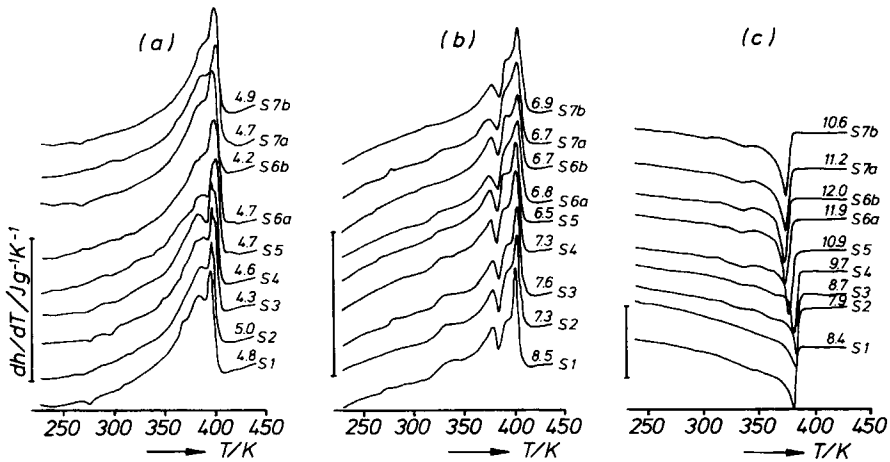 (a)
4.9 S7b
4.7 S7a
4.2 S6b
4.7 S6a
4.7 S5
4.6 S4
4.3 S3
5.0 S2
4.8 S1
dh/dT/Jg⁻¹K⁻¹
250 300 350 400 450
T/K
(b)
6.9 S7b
6.7 S7a
6.7 S6b
6.8 S6a
6.5 S5
7.3 S4
7.6 S3
7.3 S2
8.5 S1
250 300 350 400 450
T/K
(c)
10.6 S7b
11.2 S7a
12.0 S6b
11.9 S6a
10.9 S5
9.7 S4
8.7 S3
7.9 S2
8.4 S1
250 300 350 400 450
T/K